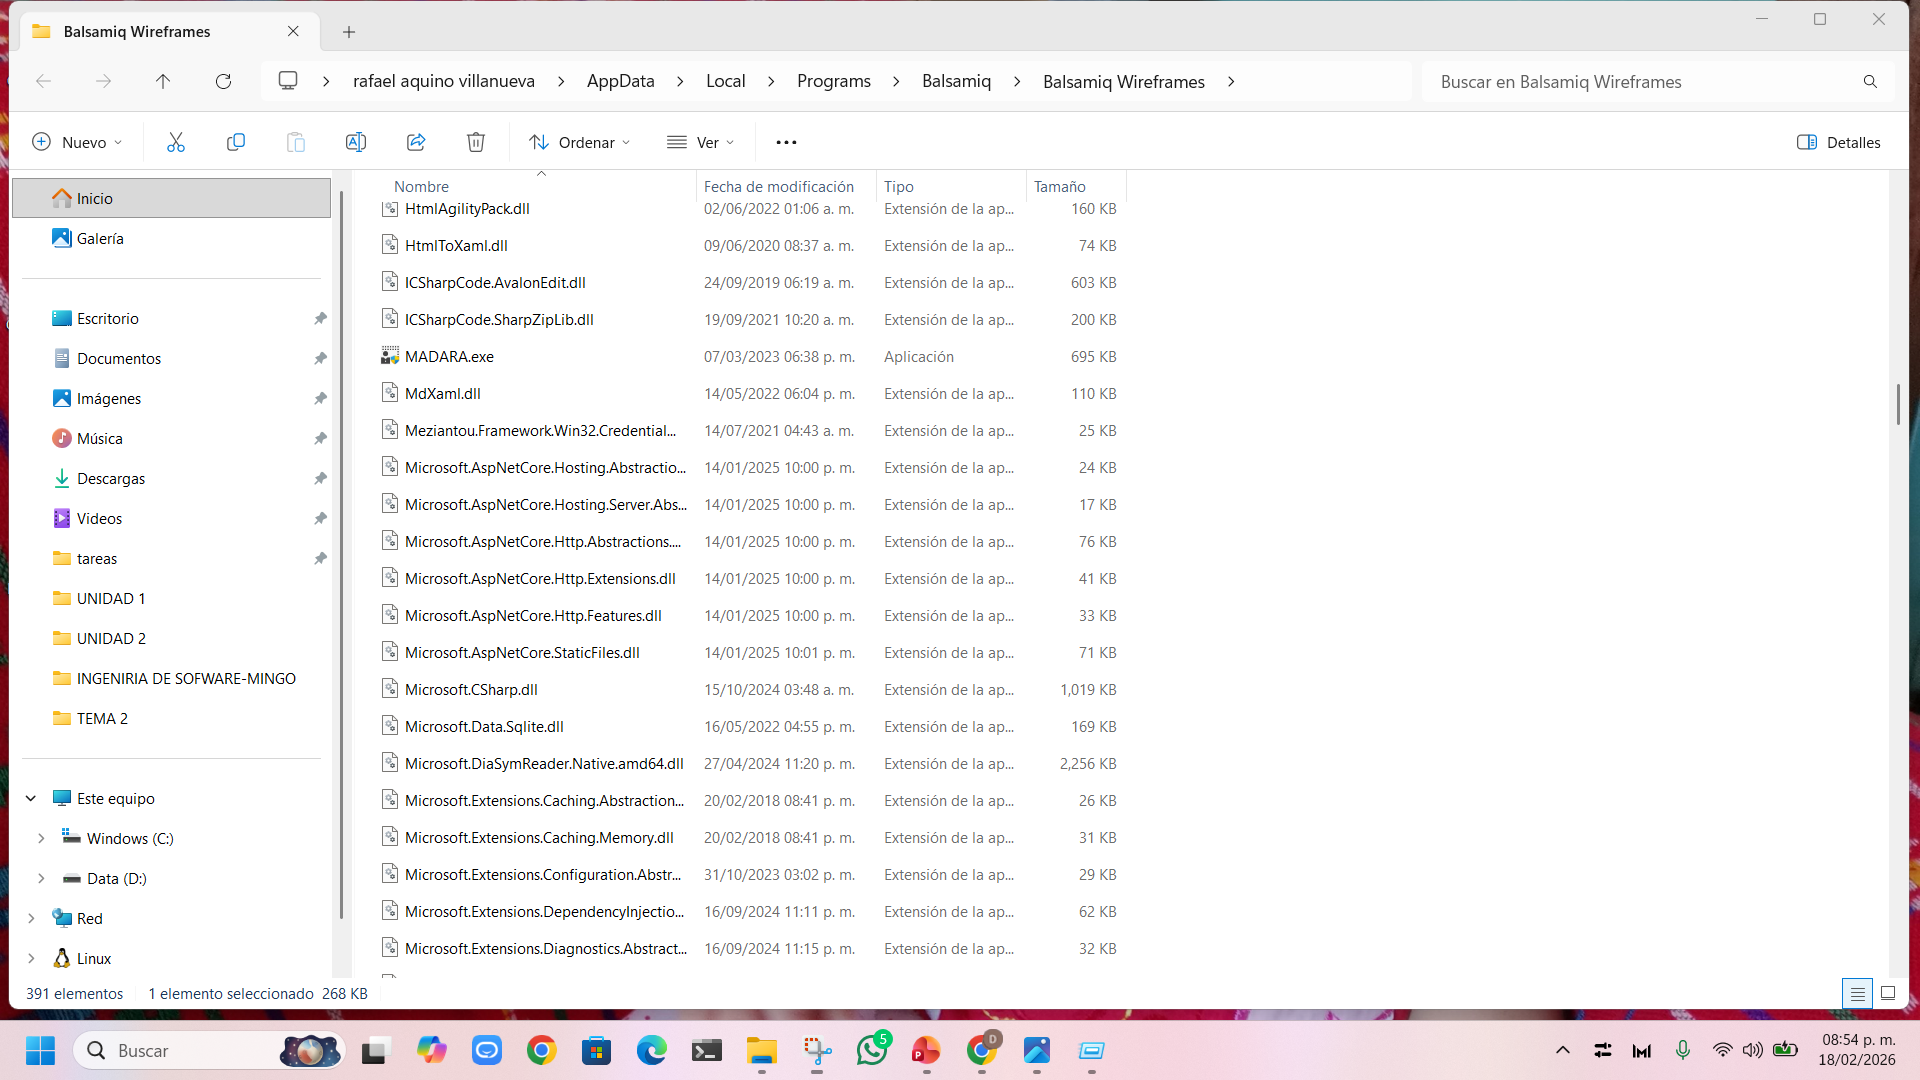 Balsamiq Wireframes
rafael aquino villanueva > AppData > Local > Programs > Balsamiq > Balsamiq Wireframes >
Buscar en Balsamiq Wireframes
Nuevo
Ordenar
Ver
Detalles
Inicio
Galería
Escritorio
Documentos
Imágenes
Música
Descargas
Videos
tareas
UNIDAD 1
UNIDAD 2
INGENIRIA DE SOFWARE-MINGO
TEMA 2
Este equipo
Windows (C:)
Data (D:)
Red
Linux
Nombre Fecha de modificación Tipo Tamaño
HtmlAgilityPack.dll 02/06/2022 01:06 a. m. Extensión de la ap... 160 KB
HtmlToXaml.dll 09/06/2020 08:37 a. m. Extensión de la ap... 74 KB
ICSharpCode.AvalonEdit.dll 24/09/2019 06:19 a. m. Extensión de la ap... 603 KB
ICSharpCode.SharpZipLib.dll 19/09/2021 10:20 a. m. Extensión de la ap... 200 KB
MADARA.exe 07/03/2023 06:38 p. m. Aplicación 695 KB
MdXaml.dll 14/05/2022 06:04 p. m. Extensión de la ap... 110 KB
Meziantou.Framework.Win32.Credential... 14/07/2021 04:43 a. m. Extensión de la ap... 25 KB
Microsoft.AspNetCore.Hosting.Abstractio... 14/01/2025 10:00 p. m. Extensión de la ap... 24 KB
Microsoft.AspNetCore.Hosting.Server.Abs... 14/01/2025 10:00 p. m. Extensión de la ap... 17 KB
Microsoft.AspNetCore.Http.Abstractions.... 14/01/2025 10:00 p. m. Extensión de la ap... 76 KB
Microsoft.AspNetCore.Http.Extensions.dll 14/01/2025 10:00 p. m. Extensión de la ap... 41 KB
Microsoft.AspNetCore.Http.Features.dll 14/01/2025 10:00 p. m. Extensión de la ap... 33 KB
Microsoft.AspNetCore.StaticFiles.dll 14/01/2025 10:01 p. m. Extensión de la ap... 71 KB
Microsoft.CSharp.dll 15/10/2024 03:48 a. m. Extensión de la ap... 1,019 KB
Microsoft.Data.Sqlite.dll 16/05/2022 04:55 p. m. Extensión de la ap... 169 KB
Microsoft.DiaSymReader.Native.amd64.dll 27/04/2024 11:20 p. m. Extensión de la ap... 2,256 KB
Microsoft.Extensions.Caching.Abstraction... 20/02/2018 08:41 p. m. Extensión de la ap... 26 KB
Microsoft.Extensions.Caching.Memory.dll 20/02/2018 08:41 p. m. Extensión de la ap... 31 KB
Microsoft.Extensions.Configuration.Abstr... 31/10/2023 03:02 p. m. Extensión de la ap... 29 KB
Microsoft.Extensions.DependencyInjectio... 16/09/2024 11:11 p. m. Extensión de la ap... 62 KB
Microsoft.Extensions.Diagnostics.Abstract... 16/09/2024 11:15 p. m. Extensión de la ap... 32 KB
391 elementos 1 elemento seleccionado 268 KB
Buscar
5
D
08:54 p. m.
18/02/2026